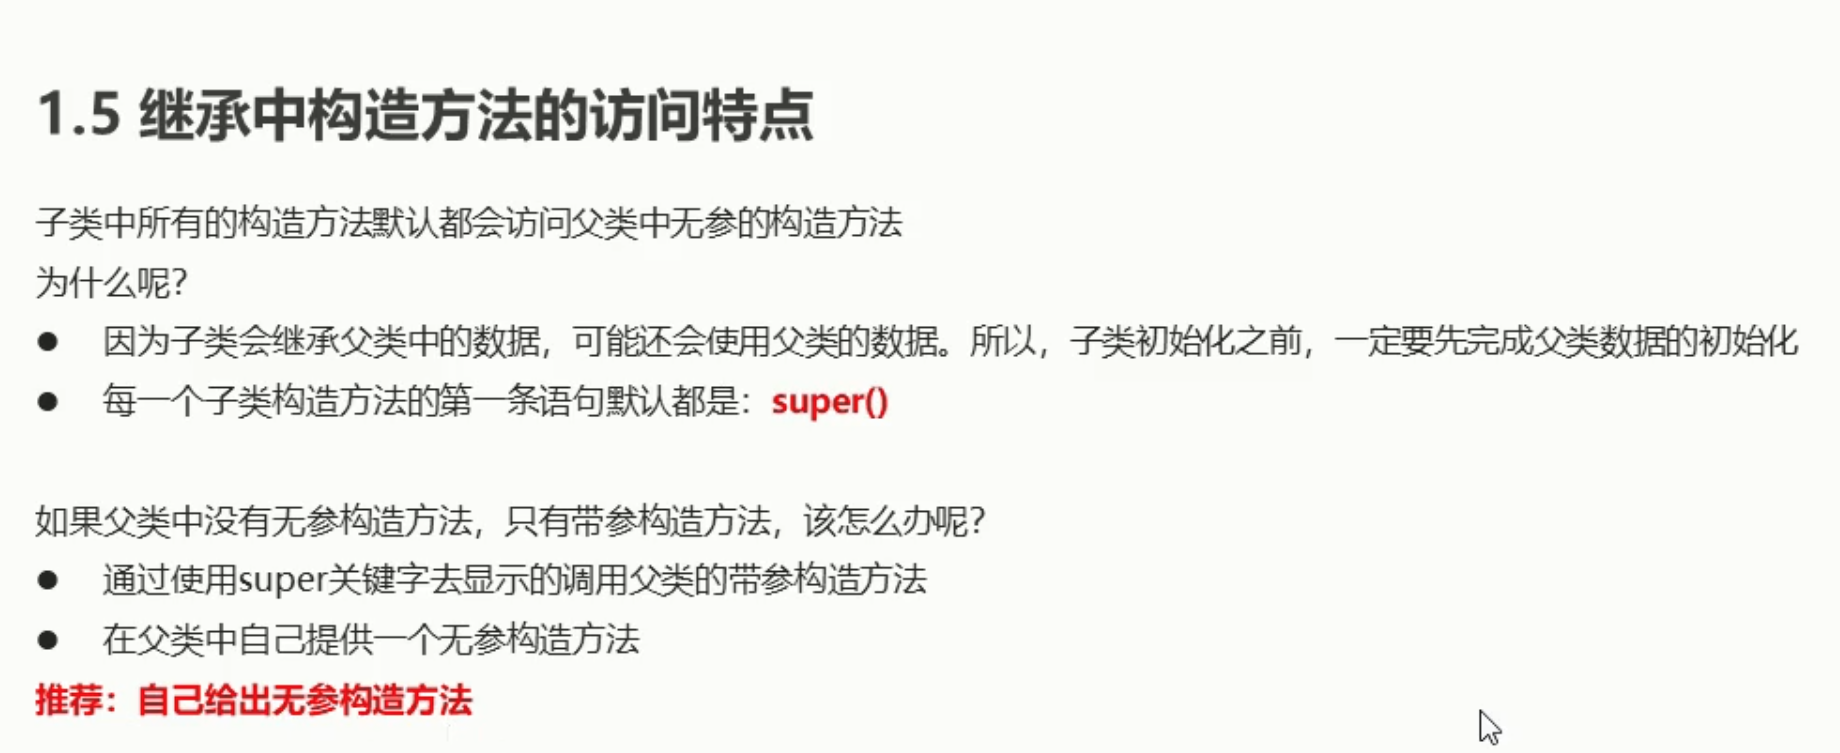 1.5 继承中构造方法的访问特点
子类中所有的构造方法默认都会访问父类中无参的构造方法
为什么呢？
● 因为子类会继承父类中的数据，可能还会使用父类的数据。所以，子类初始化之前，一定要先完成父类数据的初始化
● 每一个子类构造方法的第一条语句默认都是：super()
如果父类中没有无参构造方法，只有带参构造方法，该怎么办呢？
● 通过使用super关键字去显示的调用父类的带参构造方法
● 在父类中自己提供一个无参构造方法
推荐：自己给出无参构造方法